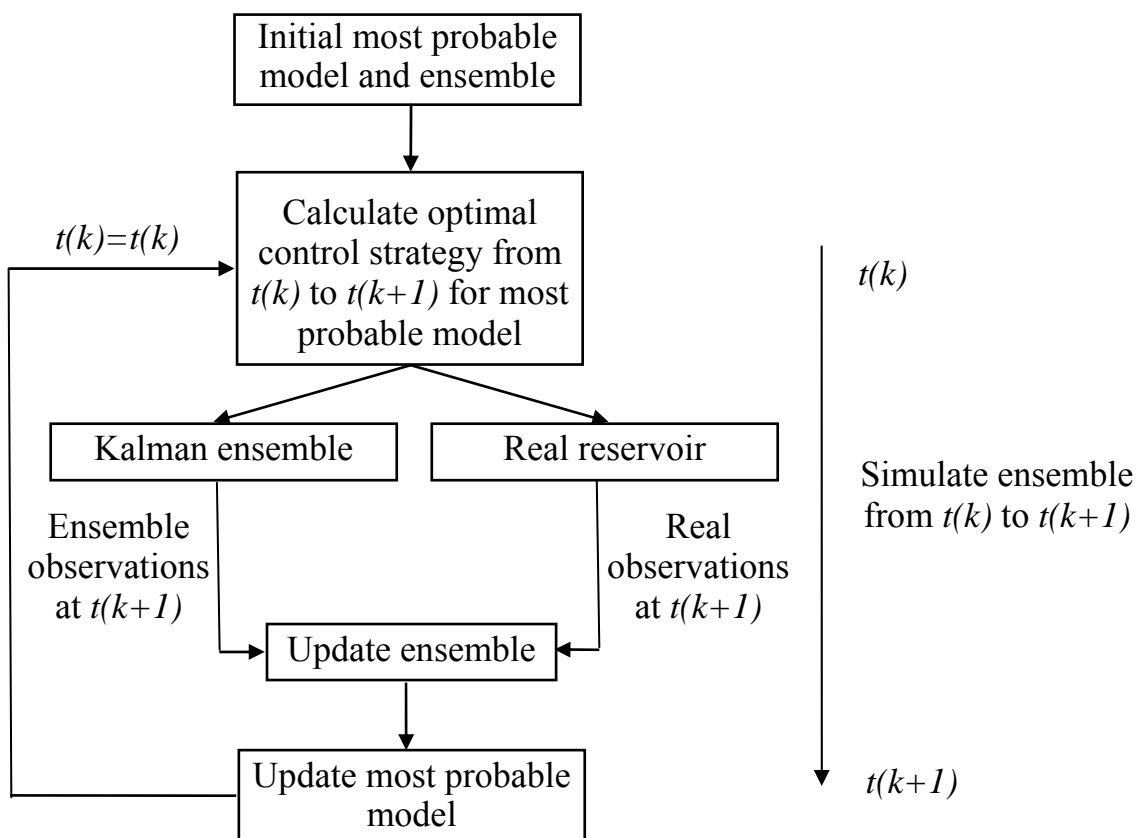 Initial most probable
model and ensemble
Calculate optimal
control strategy from
t(k) to t(k+1) for most
probable model
t(k)=t(k)
t(k)
Kalman ensemble
Real reservoir
Simulate ensemble
from t(k) to t(k+1)
Ensemble
observations
at t(k+1)
Real
observations
at t(k+1)
Update ensemble
Update most probable
model
t(k+1)